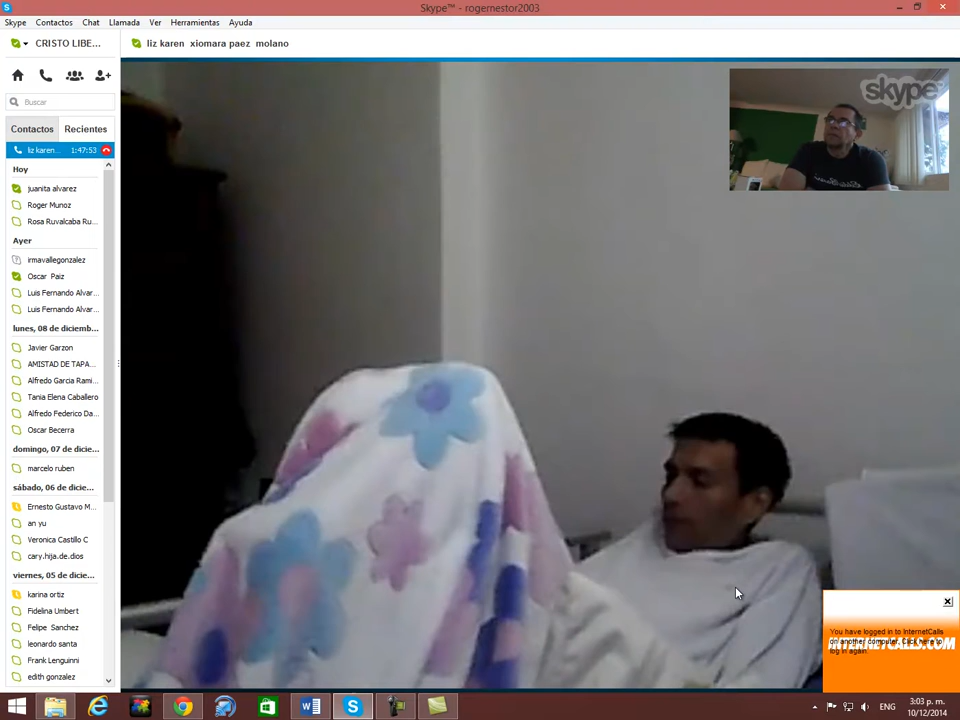 Skype™ - rogernestor2003
Skype Contactos Chat Llamada Ver Herramientas Ayuda
CRISTO LIBE...
liz karen xiomara paez molano
Buscar
Contactos Recientes
liz karen... 1:47:53
Hoy
juanita alvarez
Roger Munoz
Rosa Ruvalcaba Ru...
Ayer
irmavallegonzalez
Oscar Paiz
Luis Fernando Alvar...
Luis Fernando Alvar...
lunes, 08 de diciemb...
Javier Garzon
AMISTAD DE TAPA...
Alfredo Garcia Rami...
Tania Elena Caballero
Alfredo Federico Da...
Oscar Becerra
domingo, 07 de dicie...
marcelo ruben
sábado, 06 de dicie...
Ernesto Gustavo M...
an yu
Veronica Castillo C
cary.hija.de.dios
viernes, 05 de dicie...
karina ortiz
Fidelina Umbert
Felipe Sanchez
leonardo santa
Frank Lenguinni
edith gonzalez
skype
You have logged in to InternetCalls
on another computer. Click here to
log in again.
INTERNETCALLS.COM
ENG
3:03 p. m.
10/12/2014